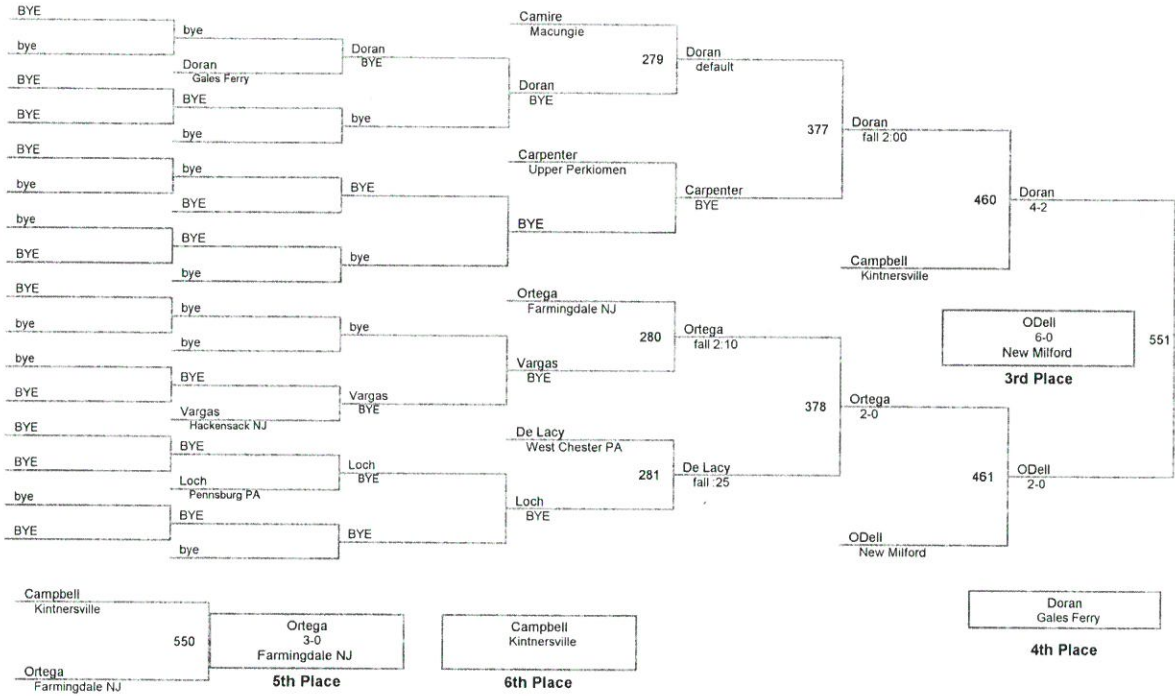 BYE
bye
BYE
BYE
BYE
bye
bye
BYE
BYE
bye
bye
BYE
BYE
BYE
bye
BYE
bye
Doran
Gales Ferry
BYE
bye
bye
BYE
BYE
bye
bye
bye
BYE
Vargas
Hackensack NJ
BYE
Loch
Pennsburg PA
BYE
bye
Doran
BYE
bye
BYE
bye
bye
Vargas
BYE
Loch
BYE
BYE
Camire
Macungie
279
Doran
BYE
Carpenter
Upper Perkiomen
BYE
Ortega
Farmingdale NJ
280
Vargas
BYE
De Lacy
West Chester PA
281
Loch
BYE
Doran
default
377
Carpenter
BYE
Ortega
fall 2:10
378
De Lacy
fall :25
Doran
fall 2:00
460
Campbell
Kintnersville
Ortega
2-0
461
ODell
New Milford
Doran
4-2
551
ODell
2-0
ODell
6-0
New Milford
3rd Place
Campbell
Kintnersville
550
Ortega
Farmingdale NJ
Ortega
3-0
Farmingdale NJ
5th Place
Campbell
Kintnersville
6th Place
Doran
Gales Ferry
4th Place